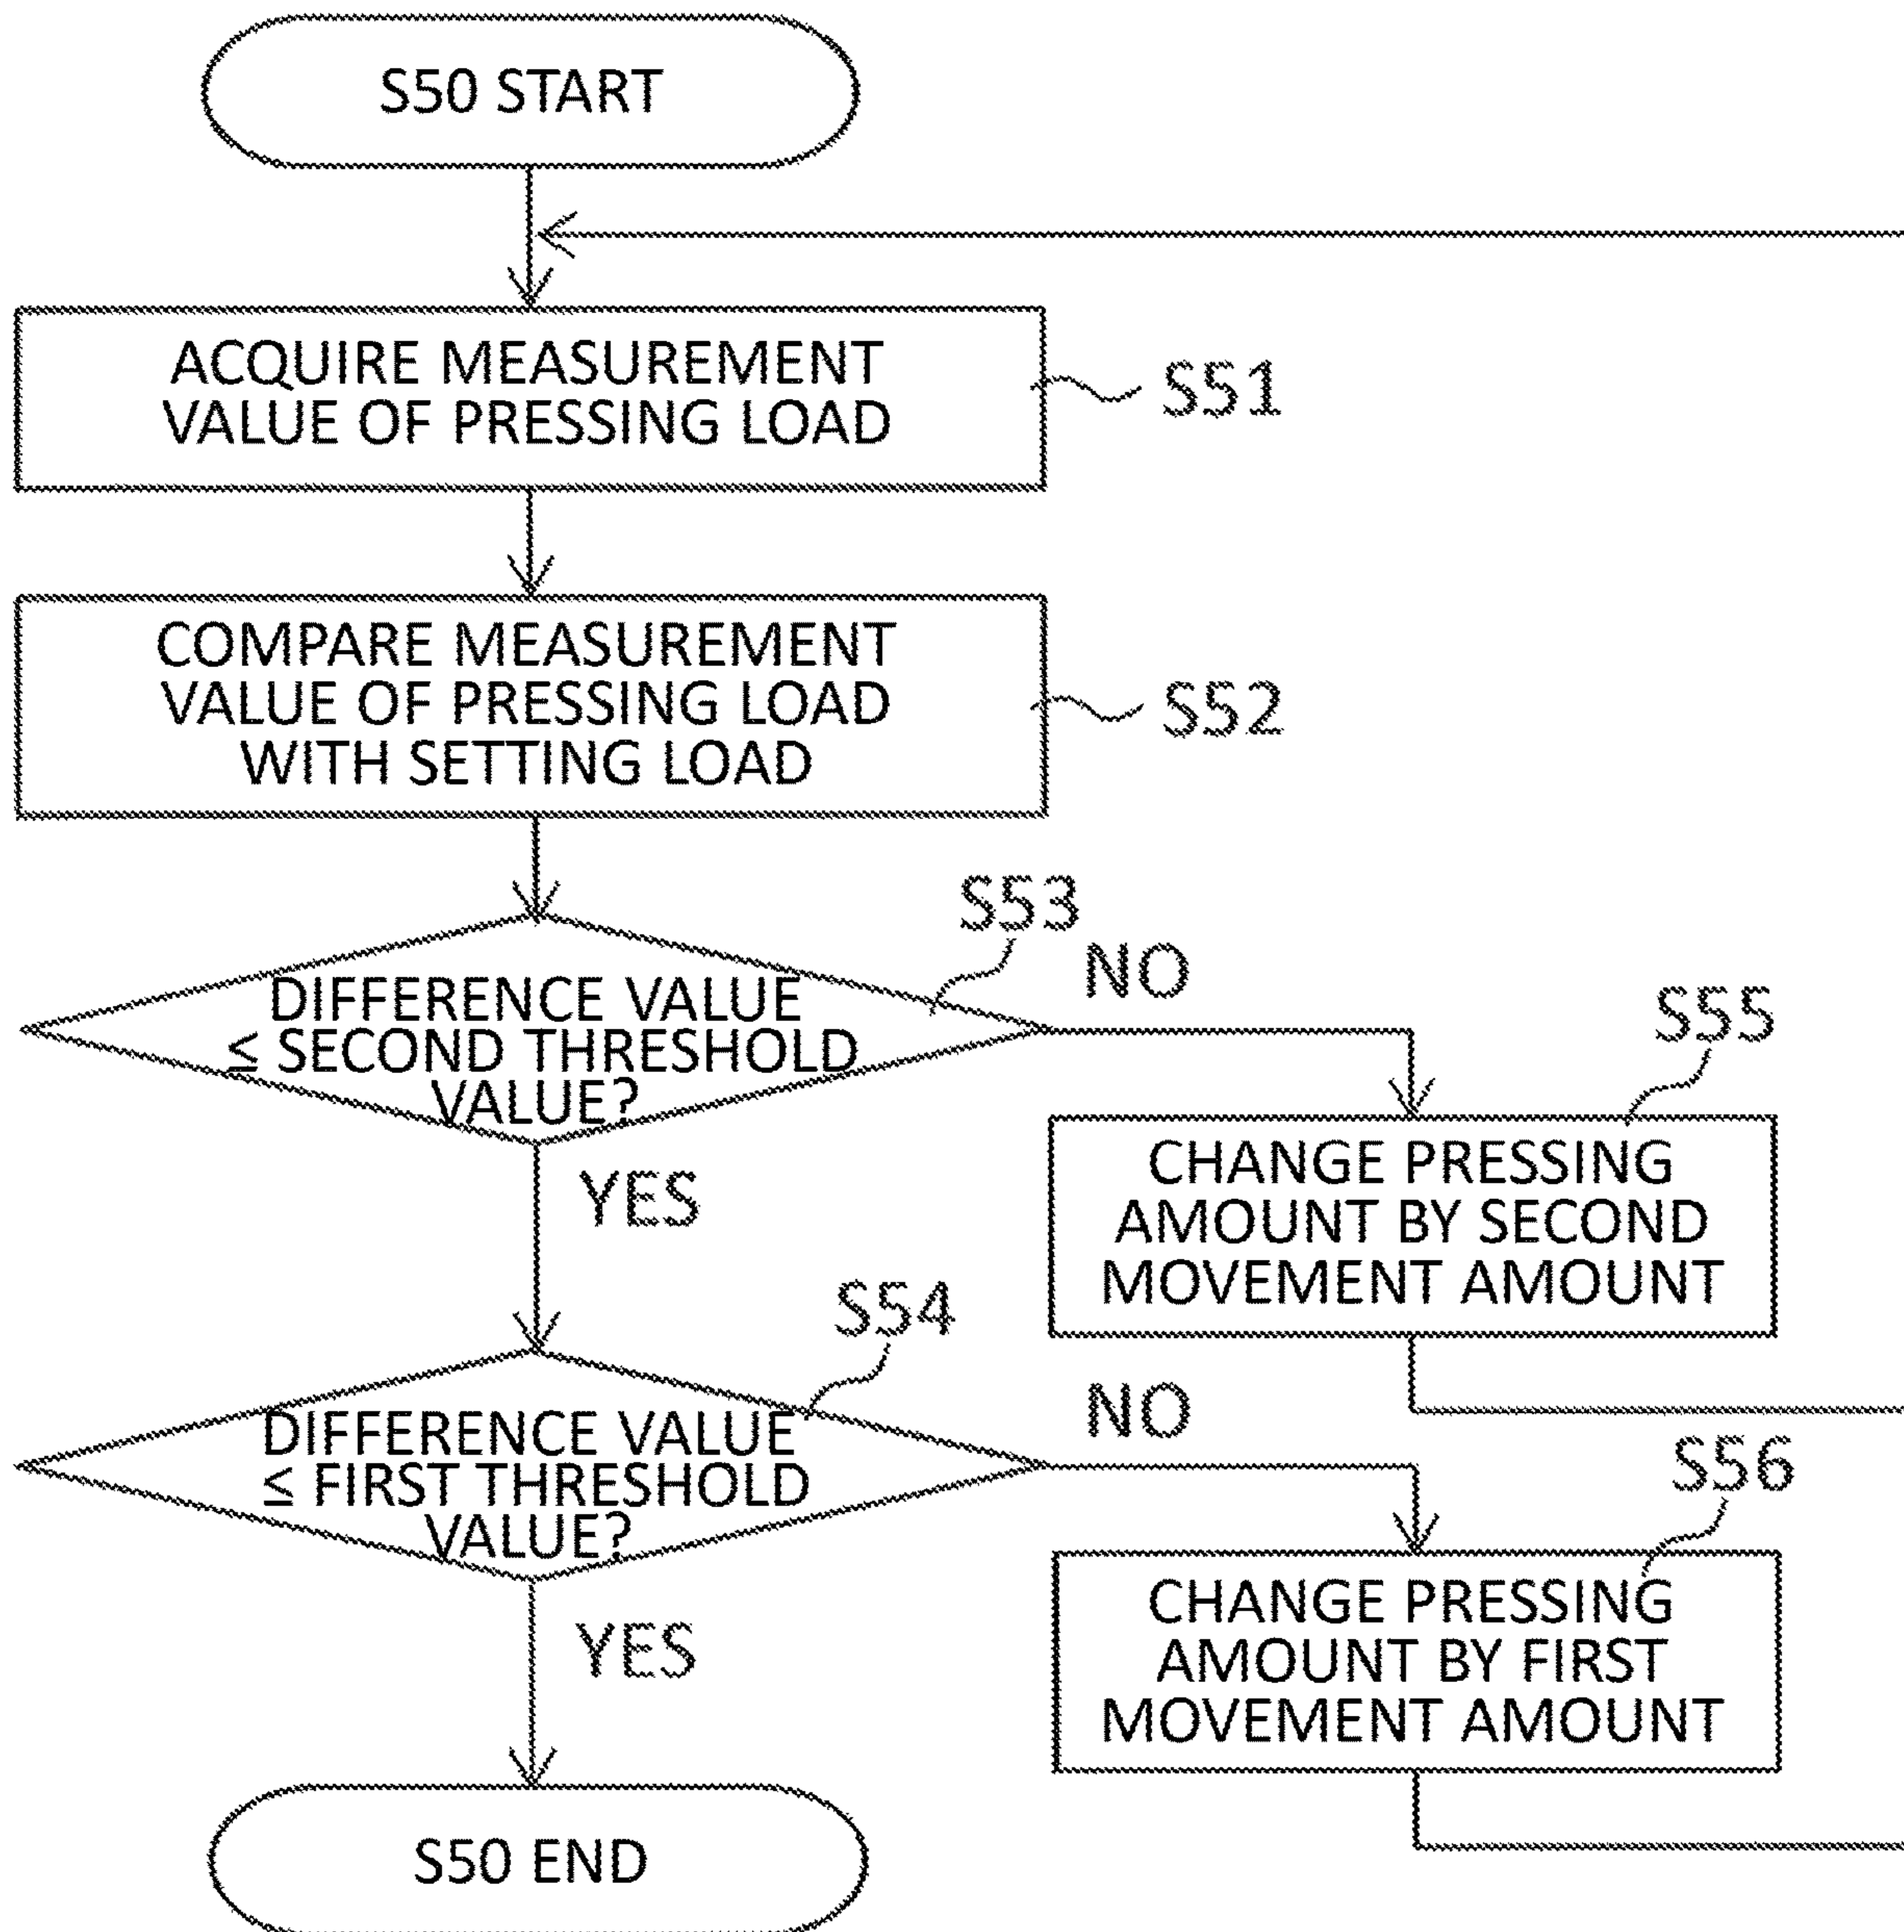 S50 START
ACQUIRE MEASUREMENT
VALUE OF PRESSING LOAD
S51
COMPARE MEASUREMENT
VALUE OF PRESSING LOAD
WITH SETTING LOAD
S52
S53
DIFFERENCE VALUE
≤ SECOND THRESHOLD
VALUE?
NO
YES
S55
CHANGE PRESSING
AMOUNT BY SECOND
MOVEMENT AMOUNT
S54
DIFFERENCE VALUE
≤ FIRST THRESHOLD
VALUE?
NO
YES
S56
CHANGE PRESSING
AMOUNT BY FIRST
MOVEMENT AMOUNT
S50 END